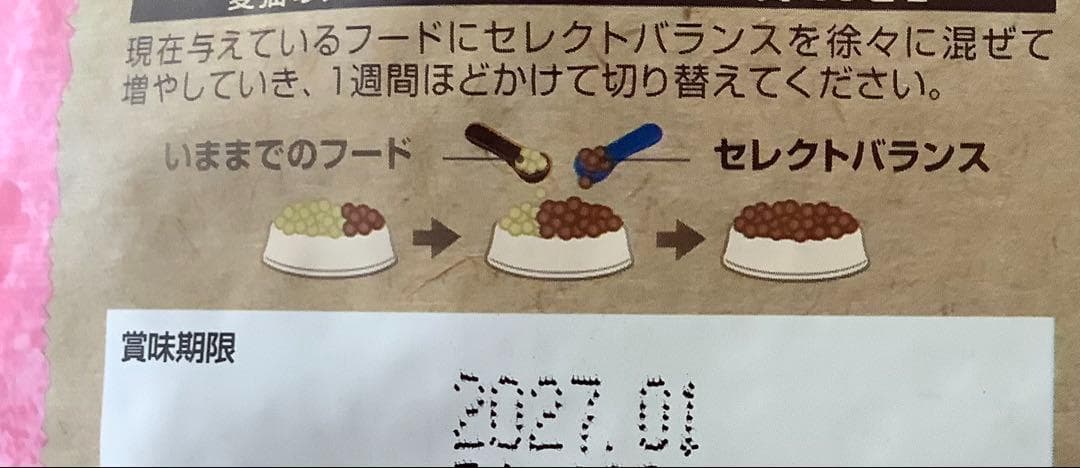 現在与えているフードにセレクトバランスを徐々に混ぜて
増やしていき、1週間ほどかけて切り替えてください。
いままでのフード
セレクトバランス
賞味期限
2027.01